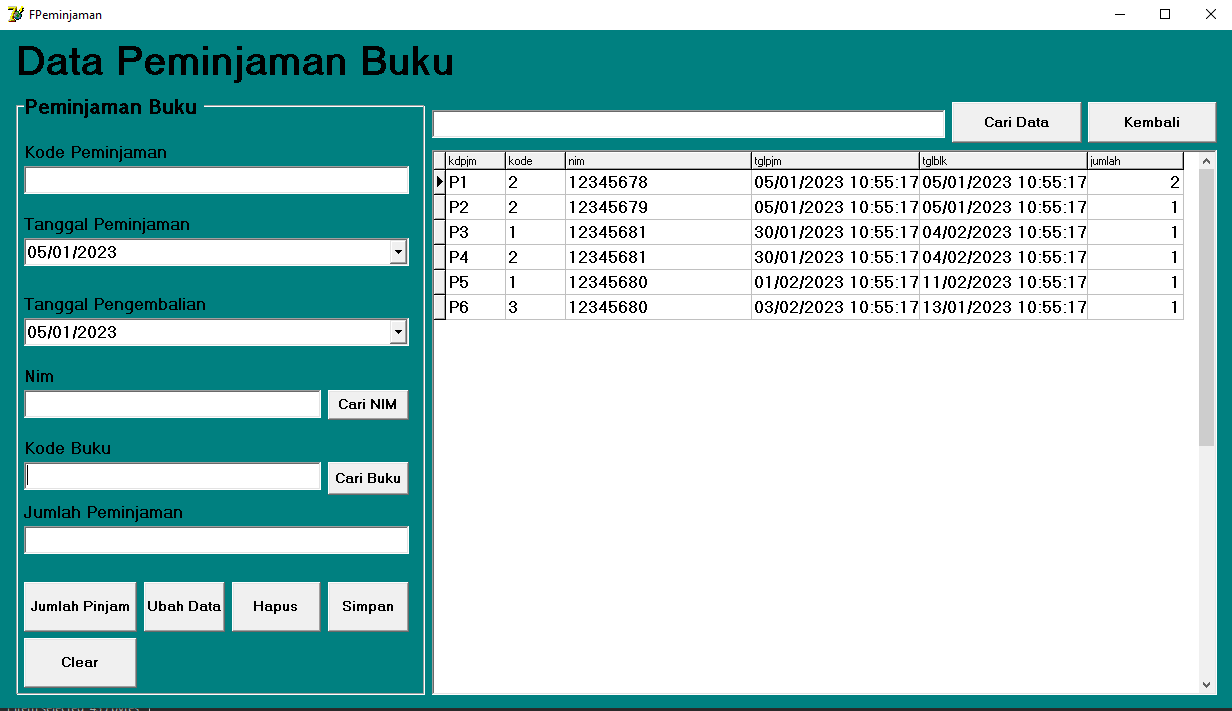 FPeminjaman
Data Peminjaman Buku
Peminjaman Buku
Kode Peminjaman
Tanggal Peminjaman
05/01/2023
Tanggal Pengembalian
05/01/2023
Nim
Cari NIM
Kode Buku
Cari Buku
Jumlah Peminjaman
Jumlah Pinjam Ubah Data Hapus Simpan
Clear
Cari Data Kembali
kdpjm kode nim tglpjm tglblk jumlah
P1 2 12345678 05/01/2023 10:55:17 05/01/2023 10:55:17 2
P2 2 12345679 05/01/2023 10:55:17 05/01/2023 10:55:17 1
P3 1 12345681 30/01/2023 10:55:17 04/02/2023 10:55:17 1
P4 2 12345681 30/01/2023 10:55:17 04/02/2023 10:55:17 1
P5 1 12345680 01/02/2023 10:55:17 11/02/2023 10:55:17 1
P6 3 12345680 03/02/2023 10:55:17 13/01/2023 10:55:17 1